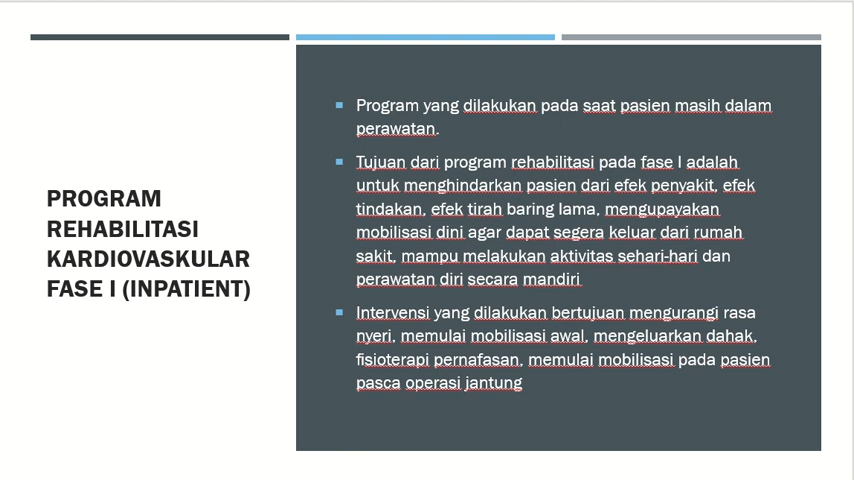 PROGRAM
REHABILITASI
KARDIOVASKULAR
FASE I (INPATIENT)
Program yang dilakukan pada saat pasien masih dalam
perawatan.
Tujuan dari program rehabilitasi pada fase I adalah
untuk menghindarkan pasien dari efek penyakit, efek
tindakan, efek tirah baring lama, mengupayakan
mobilisasi dini agar dapat segera keluar dari rumah
sakit, mampu melakukan aktivitas sehari-hari dan
perawatan diri secara mandiri
Intervensi yang dilakukan bertujuan mengurangi rasa
nyeri, memulai mobilisasi awal, mengeluarkan dahak,
fisioterapi pernafasan, memulai mobilisasi pada pasien
pasca operasi jantung